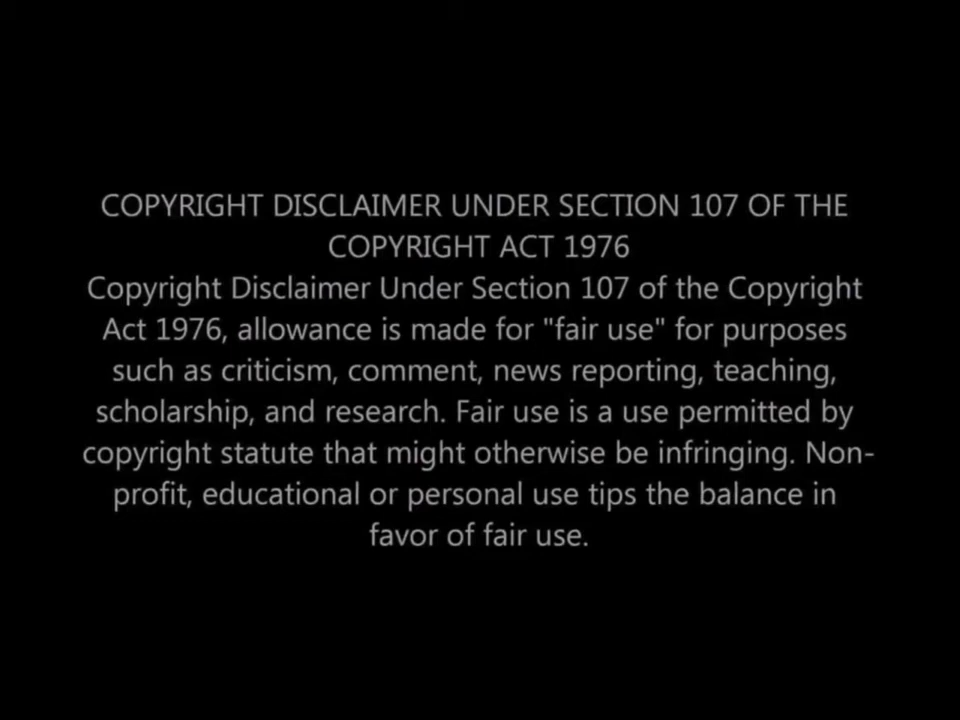 COPYRIGHT DISCLAIMER UNDER SECTION 107 OF THE
COPYRIGHT ACT 1976
Copyright Disclaimer Under Section 107 of the Copyright
Act 1976, allowance is made for "fair use" for purposes
such as criticism, comment, news reporting, teaching,
scholarship, and research. Fair use is a use permitted by
copyright statute that might otherwise be infringing. Non-
profit, educational or personal use tips the balance in
favor of fair use.